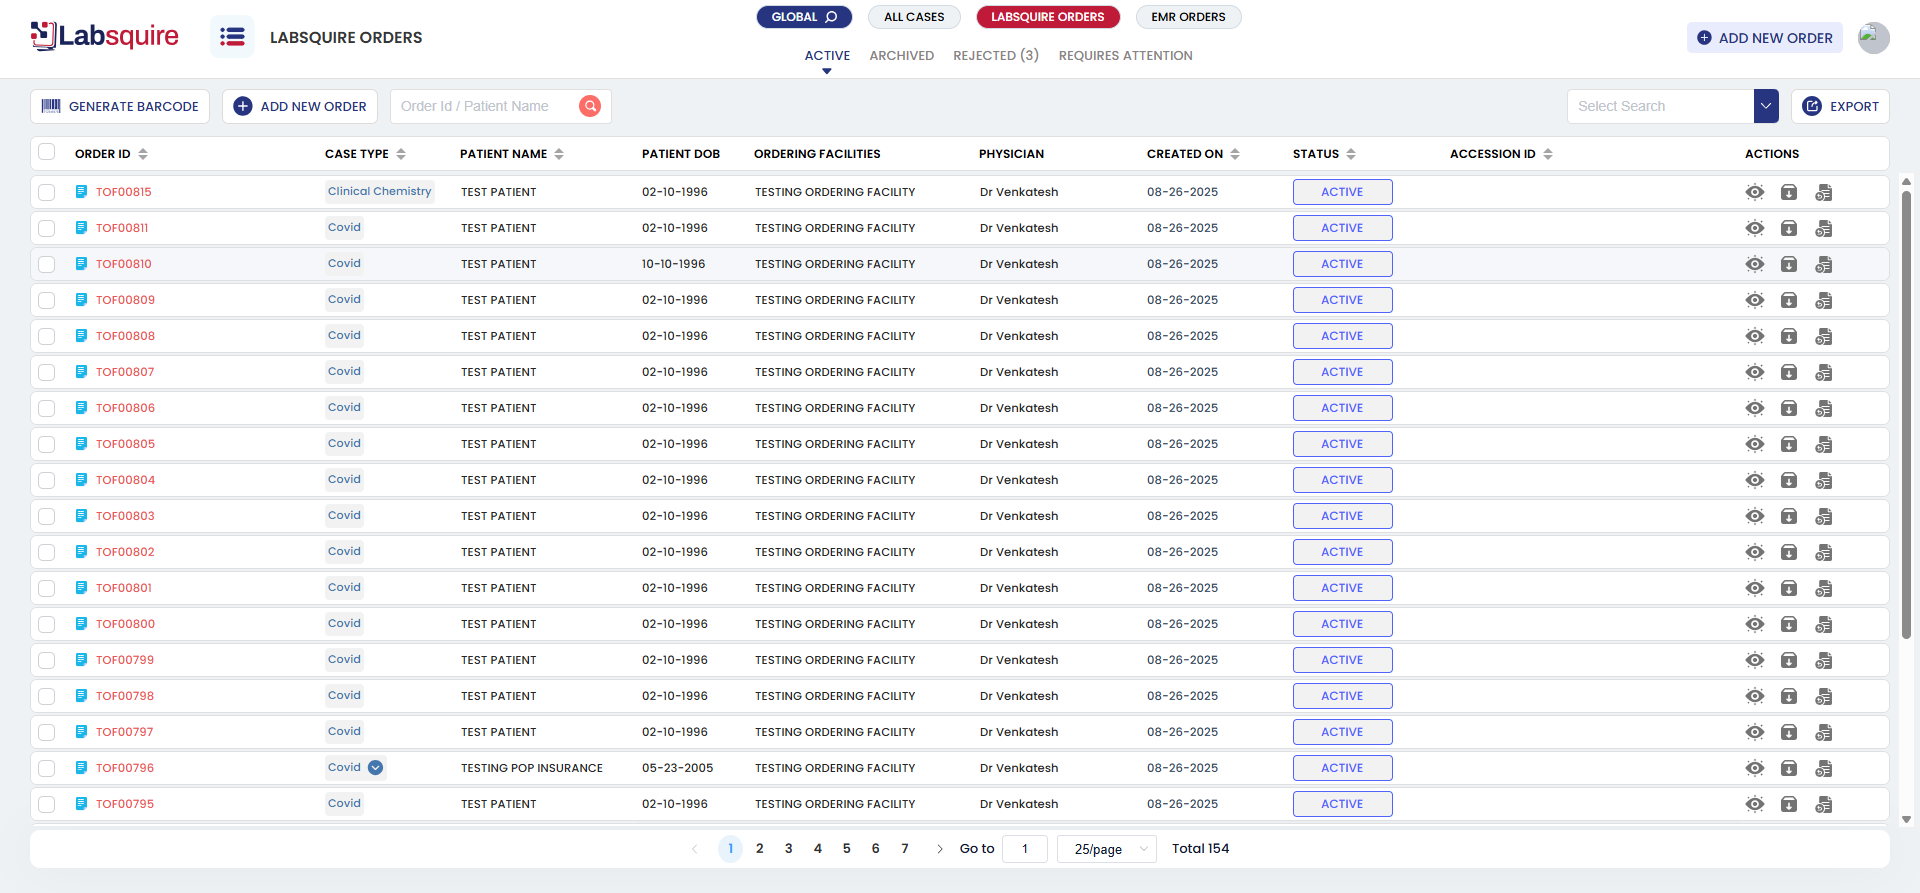 Labsquire
LABSQUIRE ORDERS
GLOBAL ALL CASES LABSQUIRE ORDERS EMR ORDERS
ACTIVE ARCHIVED REJECTED (3) REQUIRES ATTENTION
ADD NEW ORDER
GENERATE BARCODE ADD NEW ORDER Order Id / Patient Name Select Search EXPORT
ORDER ID CASE TYPE PATIENT NAME PATIENT DOB ORDERING FACILITIES PHYSICIAN CREATED ON STATUS ACCESSION ID ACTIONS
TOF00815 Clinical Chemistry TEST PATIENT 02-10-1996 TESTING ORDERING FACILITY Dr Venkatesh 08-26-2025 ACTIVE
TOF00811 Covid TEST PATIENT 02-10-1996 TESTING ORDERING FACILITY Dr Venkatesh 08-26-2025 ACTIVE
TOF00810 Covid TEST PATIENT 10-10-1996 TESTING ORDERING FACILITY Dr Venkatesh 08-26-2025 ACTIVE
TOF00809 Covid TEST PATIENT 02-10-1996 TESTING ORDERING FACILITY Dr Venkatesh 08-26-2025 ACTIVE
TOF00808 Covid TEST PATIENT 02-10-1996 TESTING ORDERING FACILITY Dr Venkatesh 08-26-2025 ACTIVE
TOF00807 Covid TEST PATIENT 02-10-1996 TESTING ORDERING FACILITY Dr Venkatesh 08-26-2025 ACTIVE
TOF00806 Covid TEST PATIENT 02-10-1996 TESTING ORDERING FACILITY Dr Venkatesh 08-26-2025 ACTIVE
TOF00805 Covid TEST PATIENT 02-10-1996 TESTING ORDERING FACILITY Dr Venkatesh 08-26-2025 ACTIVE
TOF00804 Covid TEST PATIENT 02-10-1996 TESTING ORDERING FACILITY Dr Venkatesh 08-26-2025 ACTIVE
TOF00803 Covid TEST PATIENT 02-10-1996 TESTING ORDERING FACILITY Dr Venkatesh 08-26-2025 ACTIVE
TOF00802 Covid TEST PATIENT 02-10-1996 TESTING ORDERING FACILITY Dr Venkatesh 08-26-2025 ACTIVE
TOF00801 Covid TEST PATIENT 02-10-1996 TESTING ORDERING FACILITY Dr Venkatesh 08-26-2025 ACTIVE
TOF00800 Covid TEST PATIENT 02-10-1996 TESTING ORDERING FACILITY Dr Venkatesh 08-26-2025 ACTIVE
TOF00799 Covid TEST PATIENT 02-10-1996 TESTING ORDERING FACILITY Dr Venkatesh 08-26-2025 ACTIVE
TOF00798 Covid TEST PATIENT 02-10-1996 TESTING ORDERING FACILITY Dr Venkatesh 08-26-2025 ACTIVE
TOF00797 Covid TEST PATIENT 02-10-1996 TESTING ORDERING FACILITY Dr Venkatesh 08-26-2025 ACTIVE
TOF00796 Covid TESTING POP INSURANCE 05-23-2005 TESTING ORDERING FACILITY Dr Venkatesh 08-26-2025 ACTIVE
TOF00795 Covid TEST PATIENT 02-10-1996 TESTING ORDERING FACILITY Dr Venkatesh 08-26-2025 ACTIVE
1 2 3 4 5 6 7 Go to 1 25/page Total 154